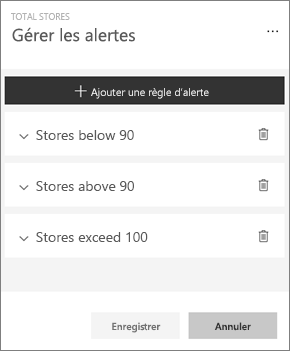 TOTAL STORES
Gérer les alertes
Ajouter une règle d'alerte
Stores below 90
Stores above 90
Stores exceed 100
Enregistrer
Annuler